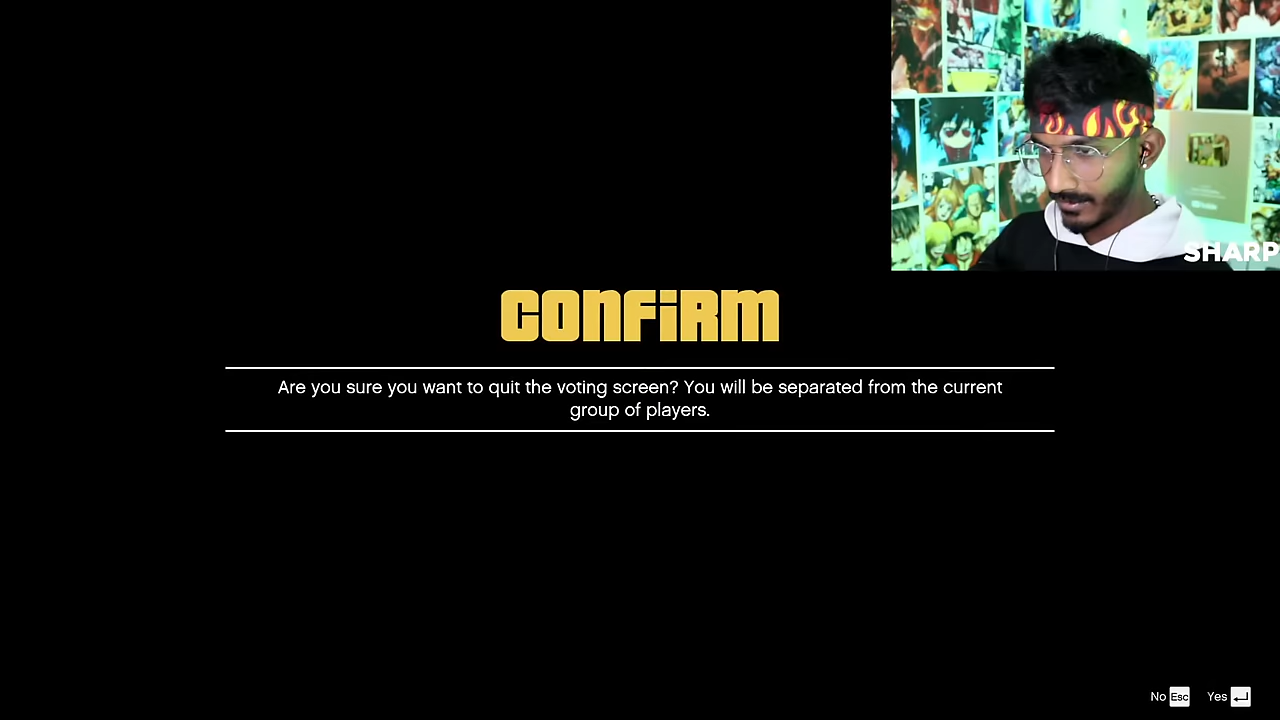 SHARP
CONFiRM
Are you sure you want to quit the voting screen? You will be separated from the current
group of players.
No Esc Yes